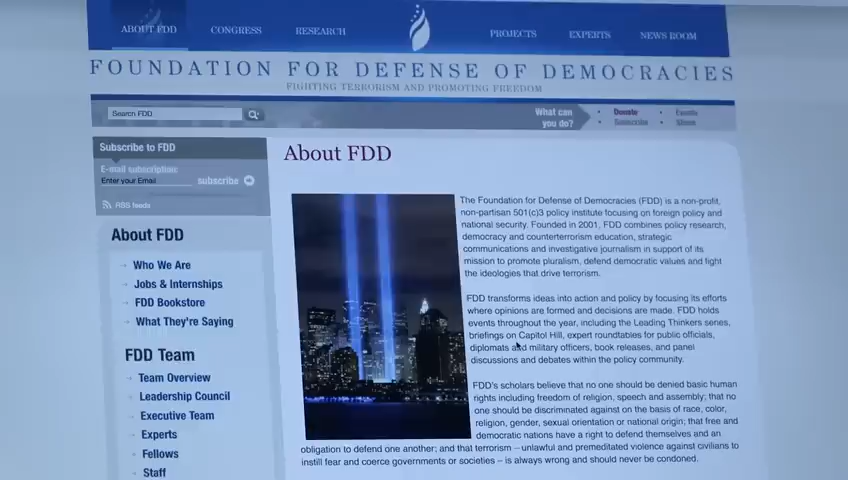 ABOUT FDD CONGRESS RESEARCH PROJECTS EXPERTS NEWS ROOM
FOUNDATION FOR DEFENSE OF DEMOCRACIES
FIGHTING TERRORISM AND PROMOTING FREEDOM
Search FDD
What can you do?
Donate Events
Subscribe Share
Subscribe to FDD
E-mail subscription:
Enter your Email subscribe
RSS feeds
About FDD
Who We Are
Jobs & Internships
FDD Bookstore
What They're Saying
FDD Team
Team Overview
Leadership Council
Executive Team
Experts
Fellows
Staff
About FDD
The Foundation for Defense of Democracies (FDD) is a non-profit,
non-partisan 501(c)3 policy institute focusing on foreign policy and
national security. Founded in 2001, FDD combines policy research,
democracy and counterterrorism education, strategic
communications and investigative journalism in support of its
mission to promote pluralism, defend democratic values and fight
the ideologies that drive terrorism.
FDD transforms ideas into action and policy by focusing its efforts
where opinions are formed and decisions are made. FDD holds
events throughout the year, including the Leading Thinkers series,
briefings on Capitol Hill, expert roundtables for public officials,
diplomats and military officers, book releases, and panel
discussions and debates within the policy community.
FDD's scholars believe that no one should be denied basic human
rights including freedom of religion, speech and assembly; that no
one should be discriminated against on the basis of race, color,
religion, gender, sexual orientation or national origin; that free and
democratic nations have a right to defend themselves and an
obligation to defend one another; and that terrorism – unlawful and premeditated violence against civilians to
instill fear and coerce governments or societies – is always wrong and should never be condoned.